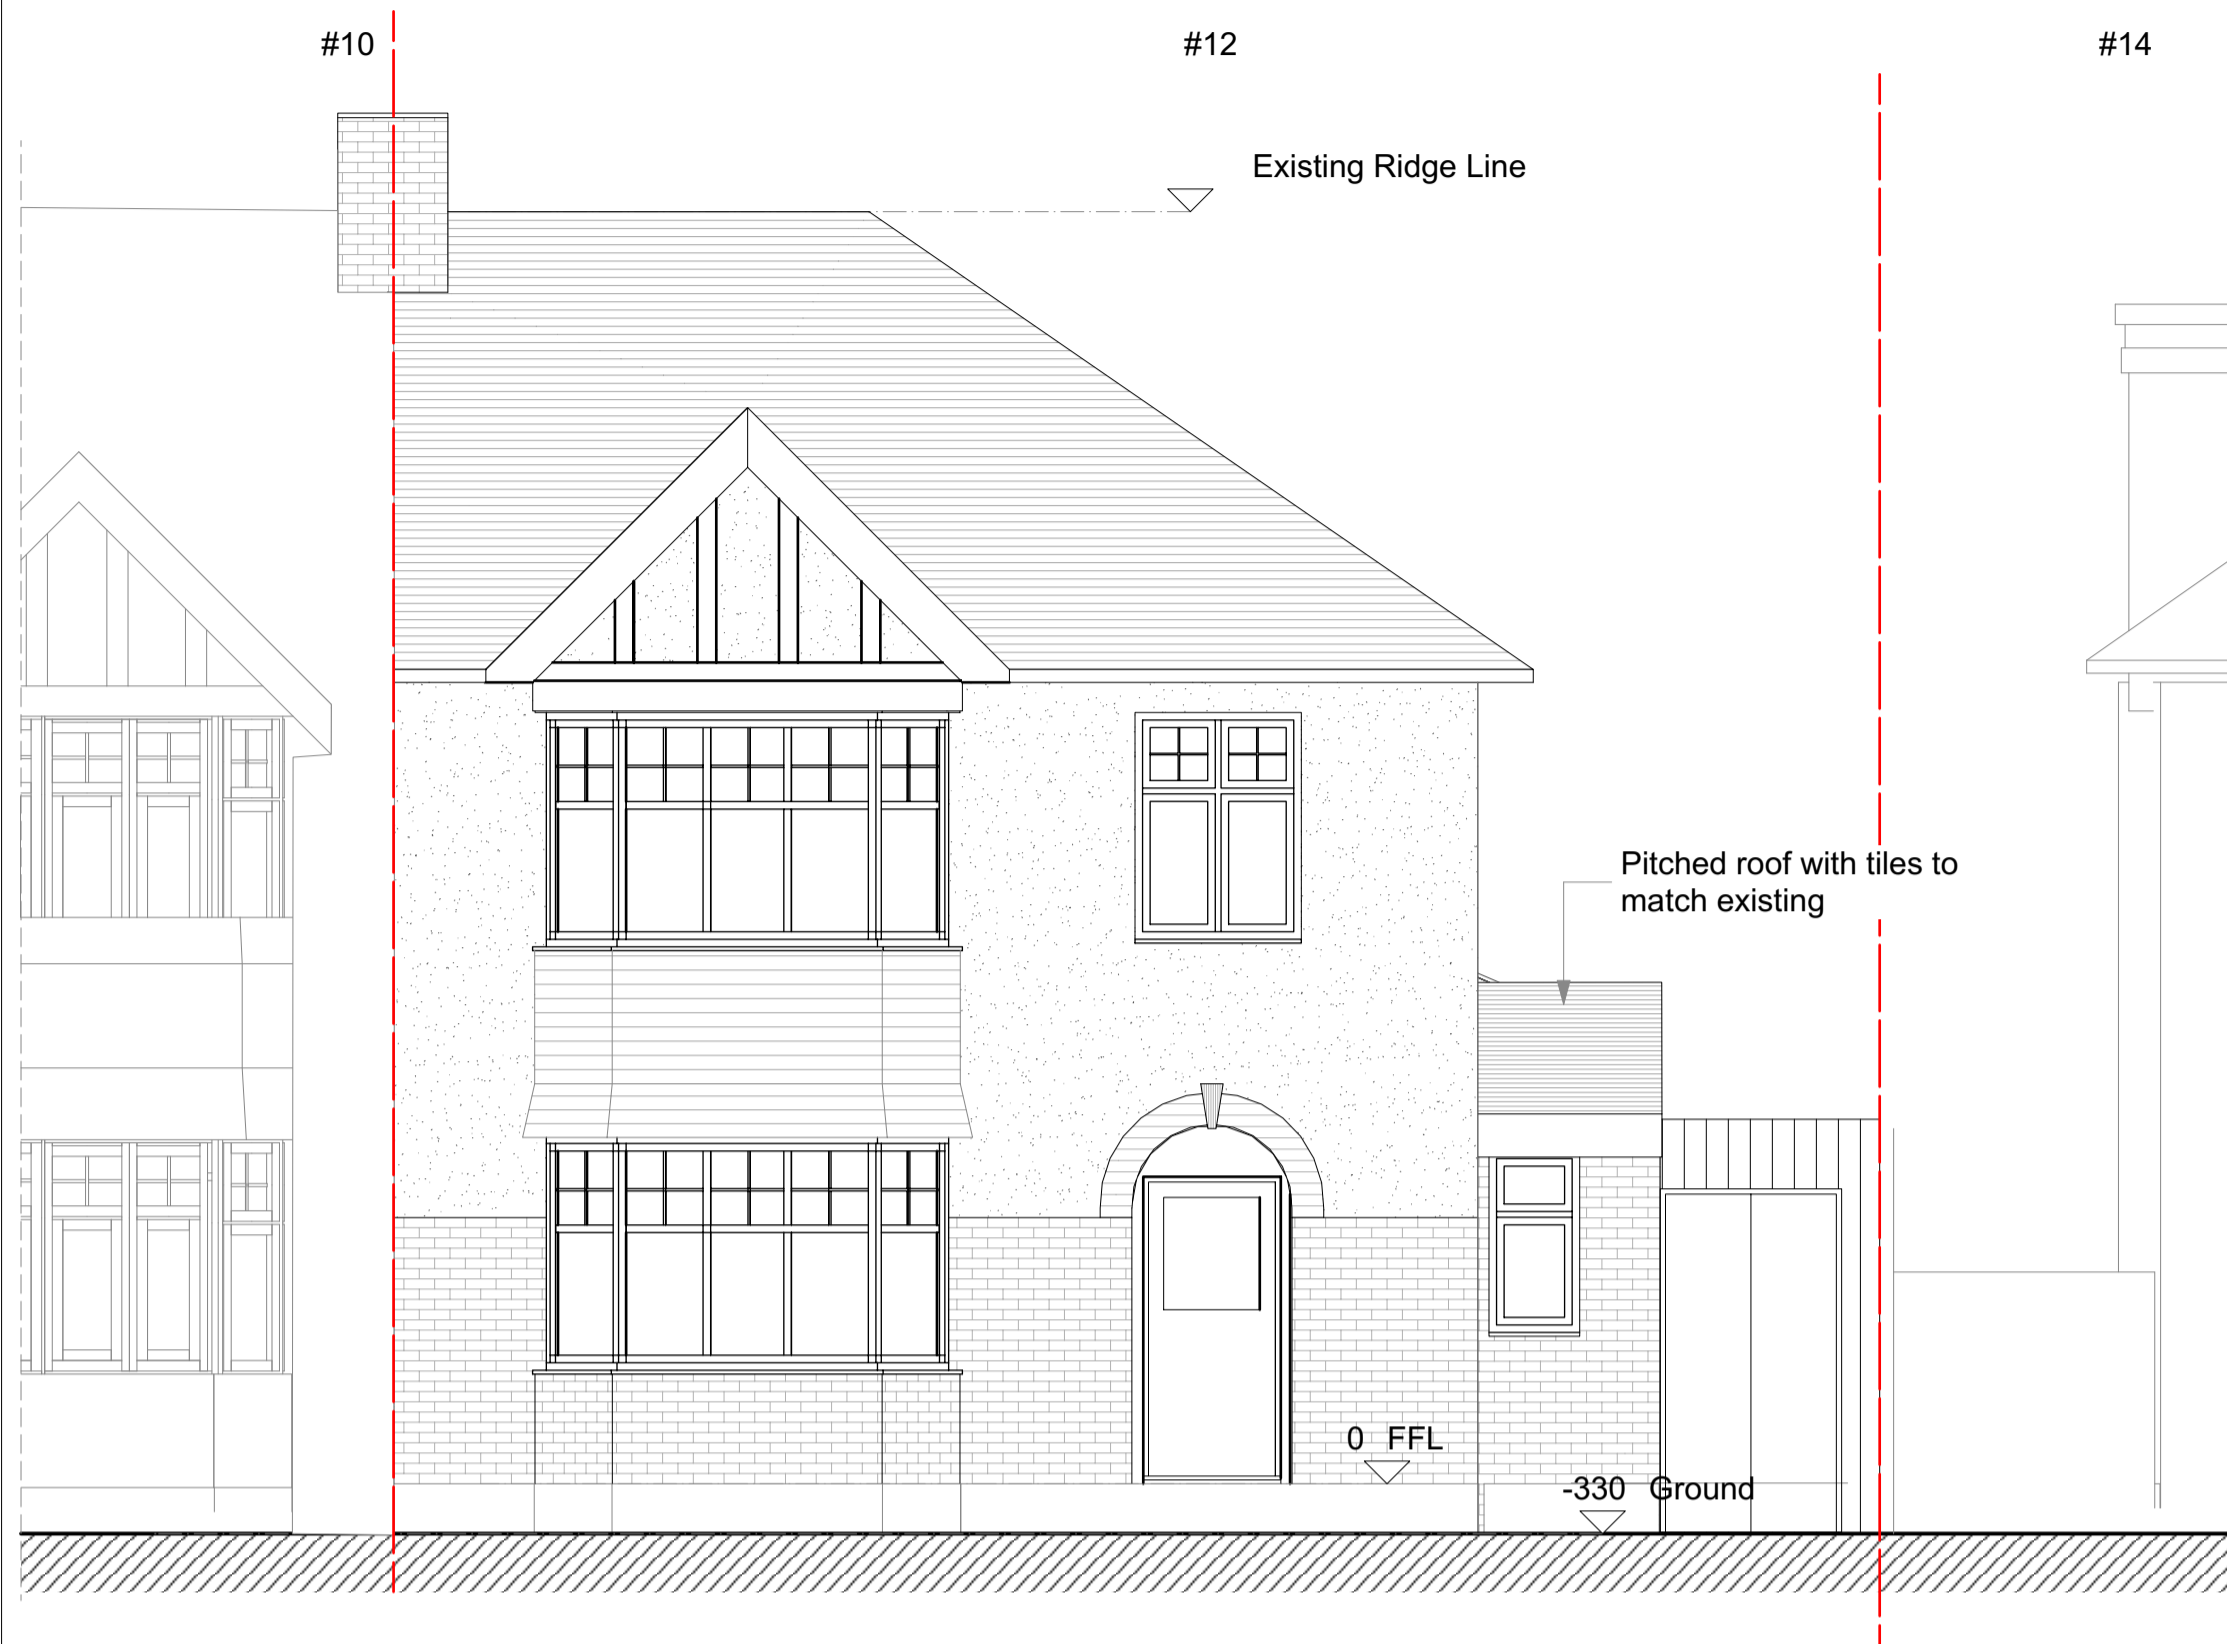 #10
#12
#14
Existing Ridge Line
Pitched roof with tiles to
match existing
0 FFL
-330 Ground